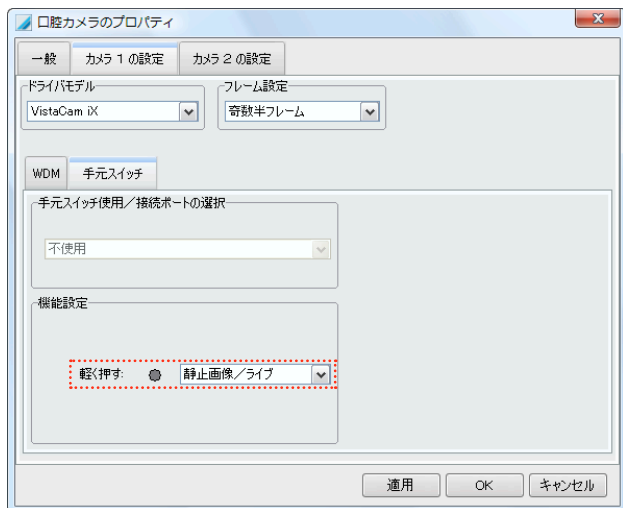 口腔カメラのプロパティ
一般 カメラ 1 の設定 カメラ 2 の設定
ドライバモデル フレーム設定
VistaCam iX 奇数半フレーム
WDM 手元スイッチ
手元スイッチ使用／接続ポートの選択
不使用
機能設定
軽く押す: 静止画像／ライブ
適用 OK キャンセル